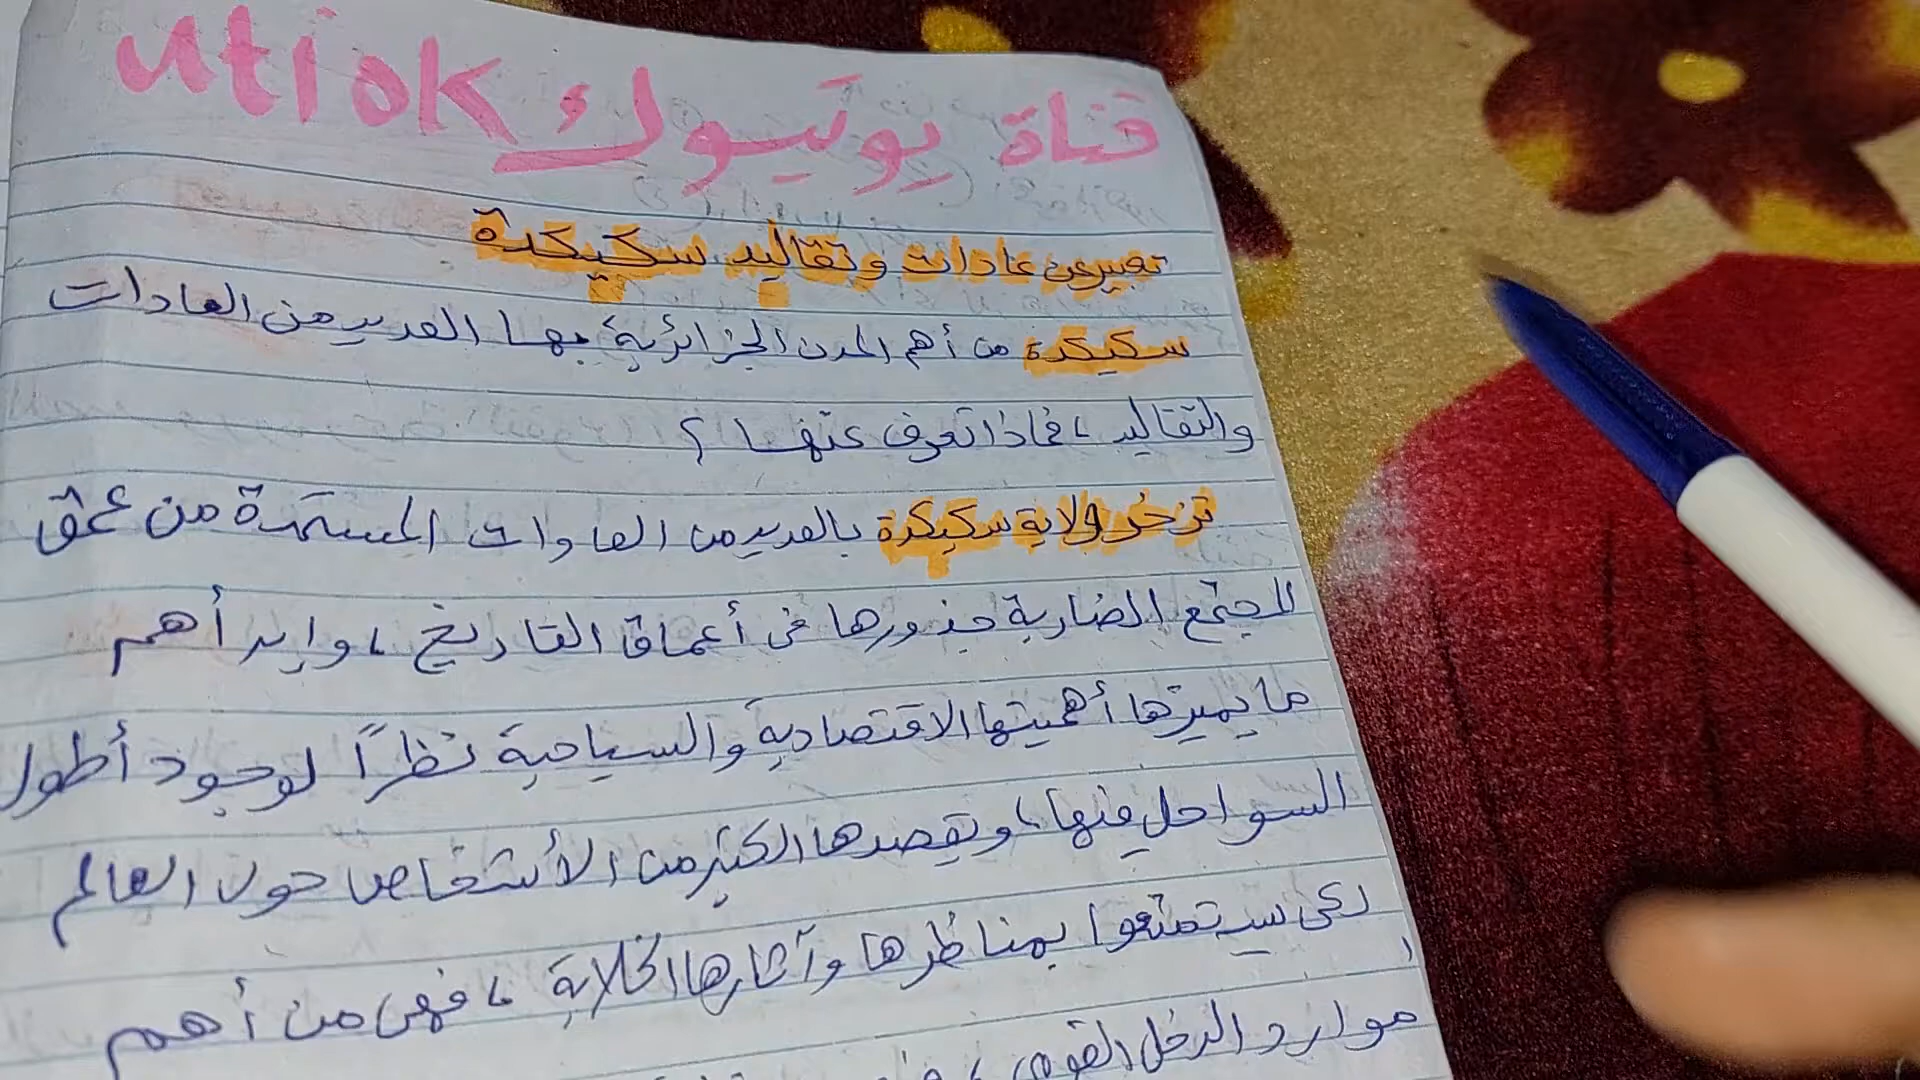 قناة يوتيوك utiok
تعبير عن عادات وتقاليد سكيكدة
سكيكدة من أهم المدن الجزائرية بها العديد من العادات
والتقاليد، فماذا تعرف عنها؟
تزخر ولاية سكيكدة بالعديد من العادات المستمدة من عمق
المجتمع الضاربة جذورها في أعماق التاريخ، وابرز أهم
ما يميزها أهميتها الاقتصادية والسياحية نظراً لوجود أطول
السواحل فيها، ويقصدها الكثير من الأشخاص حول العالم
لكي يستمتعوا بمناظرها وآثارها الخلابة، فهي من أهم
موارد الدخل القومي،